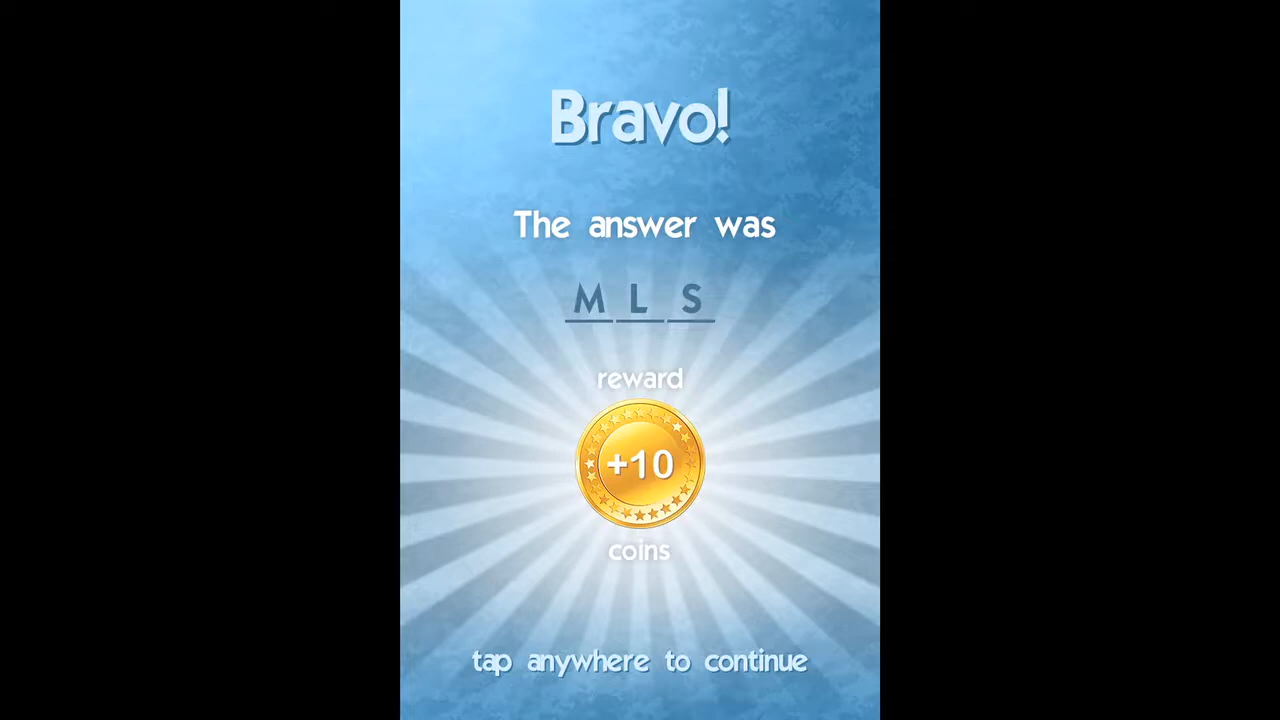 Bravo!
The answer was
M L S
reward
+10
coins
tap anywhere to continue